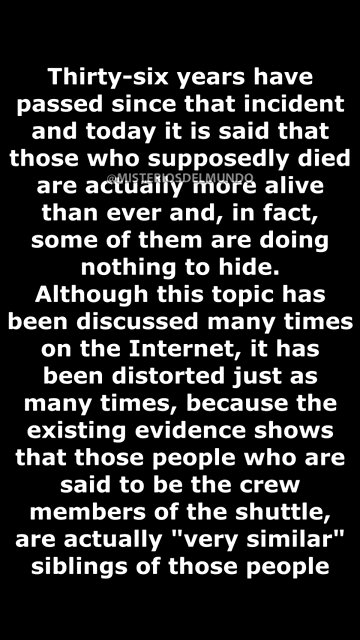 Thirty-six years have
passed since that incident
and today it is said that
those who supposedly died
@MISTERIOSDELMUNDO
are actually more alive
than ever and, in fact,
some of them are doing
nothing to hide.
Although this topic has
been discussed many times
on the Internet, it has
been distorted just as
many times, because the
existing evidence shows
that those people who are
said to be the crew
members of the shuttle,
are actually "very similar"
siblings of those people